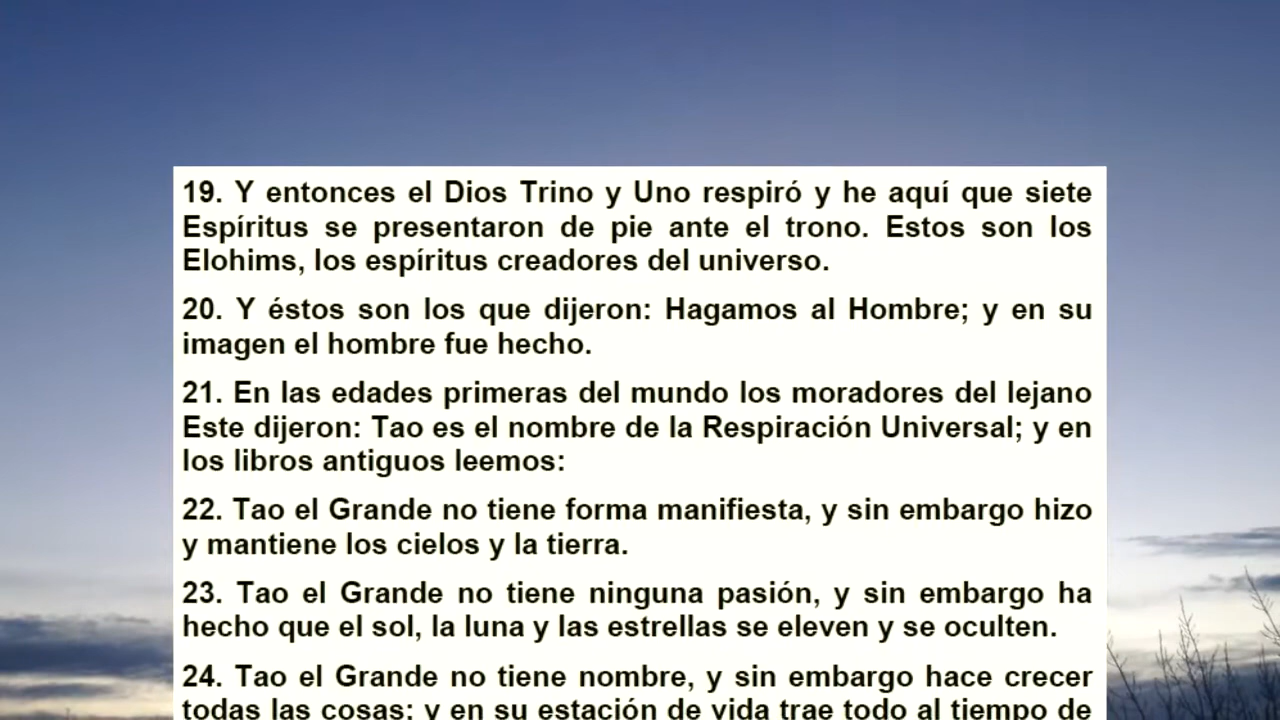 19. Y entonces el Dios Trino y Uno respiró y he aquí que siete
Espíritus se presentaron de pie ante el trono. Estos son los
Elohims, los espíritus creadores del universo.
20. Y éstos son los que dijeron: Hagamos al Hombre; y en su
imagen el hombre fue hecho.
21. En las edades primeras del mundo los moradores del lejano
Este dijeron: Tao es el nombre de la Respiración Universal; y en
los libros antiguos leemos:
22. Tao el Grande no tiene forma manifiesta, y sin embargo hizo
y mantiene los cielos y la tierra.
23. Tao el Grande no tiene ninguna pasión, y sin embargo ha
hecho que el sol, la luna y las estrellas se eleven y se oculten.
24. Tao el Grande no tiene nombre, y sin embargo hace crecer
todas las cosas; y en su estación de vida trae todo al tiempo de